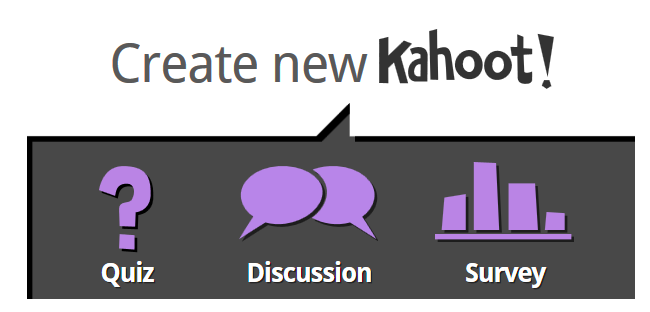 Create new Kahoot!
?
Quiz Discussion Survey